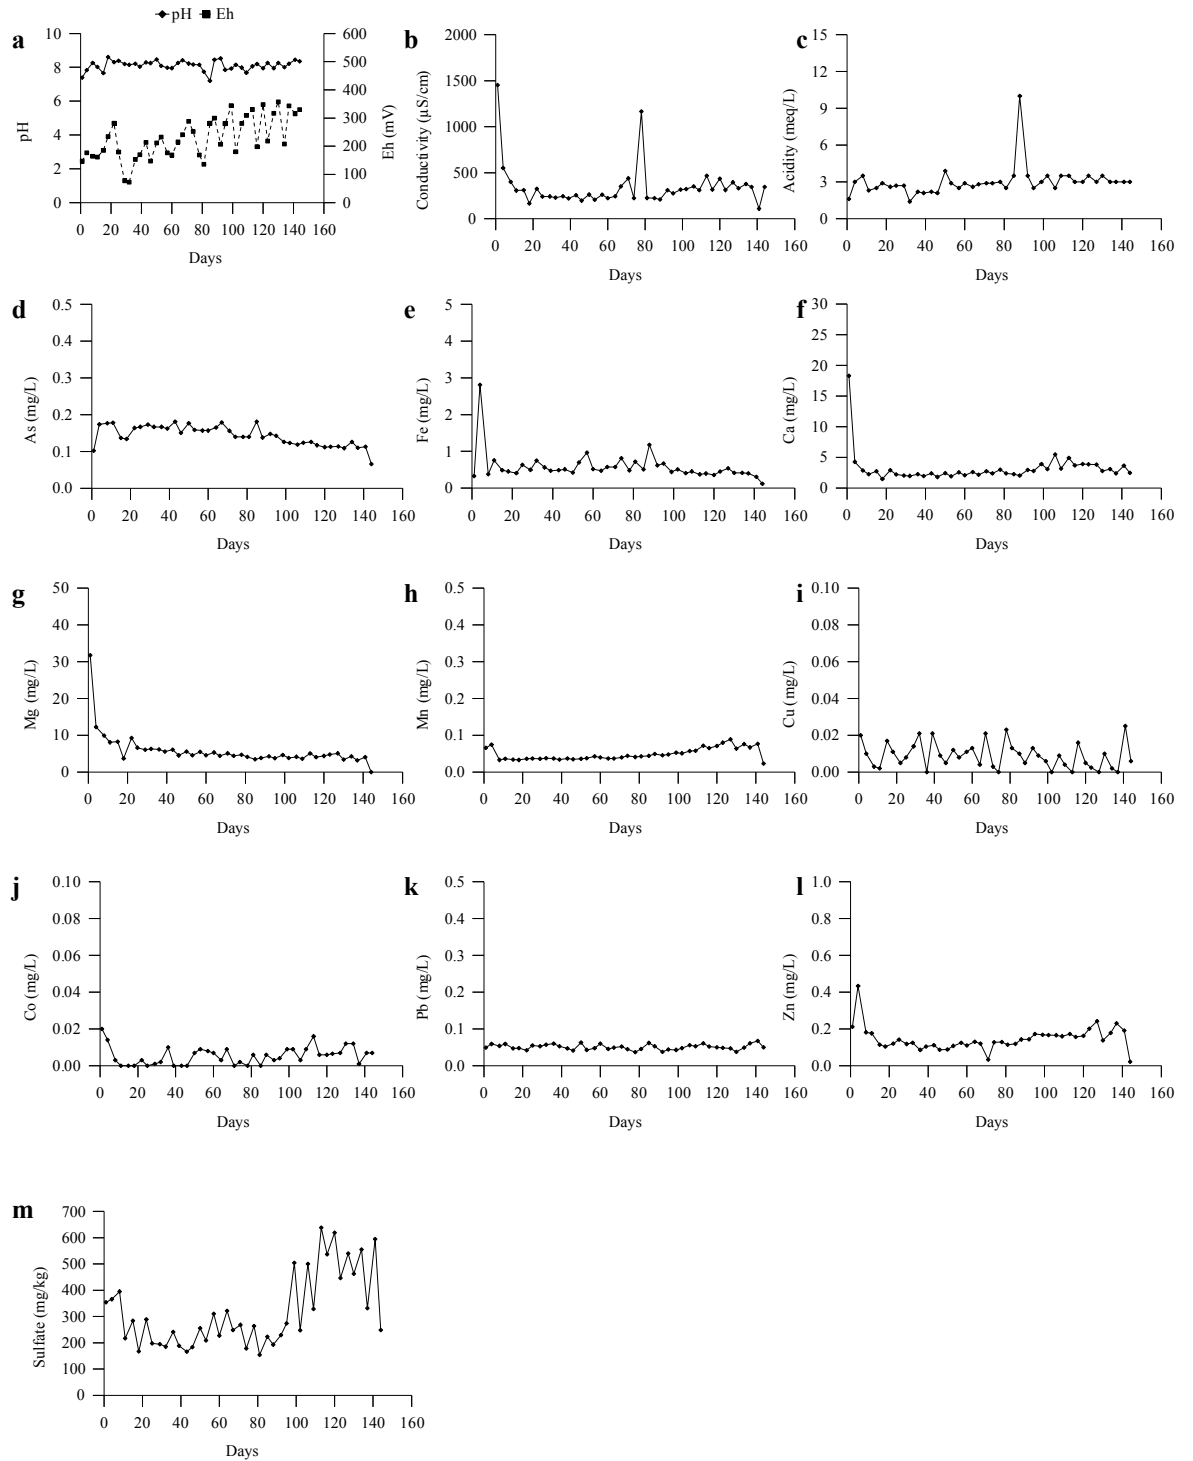 pH Eh
a
10
8
6
4
2
0
pH
600
500
400
300
200
100
0
Eh (mV)
0 20 40 60 80 100 120 140 160
Days
b
2000
1500
1000
500
0
Conductivity (µS/cm)
0 20 40 60 80 100 120 140 160
Days
c
15
12
9
6
3
0
Acidity (meq/L)
0 20 40 60 80 100 120 140 160
Days
d
0.5
0.4
0.3
0.2
0.1
0.0
As (mg/L)
0 20 40 60 80 100 120 140 160
Days
e
5
4
3
2
1
0
Fe (mg/L)
0 20 40 60 80 100 120 140 160
Days
f
30
25
20
15
10
5
0
Ca (mg/L)
0 20 40 60 80 100 120 140 160
Days
g
50
40
30
20
10
0
Mg (mg/L)
0 20 40 60 80 100 120 140 160
Days
h
0.5
0.4
0.3
0.2
0.1
0.0
Mn (mg/L)
0 20 40 60 80 100 120 140 160
Days
i
0.10
0.08
0.06
0.04
0.02
0.00
Cu (mg/L)
0 20 40 60 80 100 120 140 160
Days
j
0.10
0.08
0.06
0.04
0.02
0.00
Co (mg/L)
0 20 40 60 80 100 120 140 160
Days
k
0.5
0.4
0.3
0.2
0.1
0.0
Pb (mg/L)
0 20 40 60 80 100 120 140 160
Days
l
1.0
0.8
0.6
0.4
0.2
0.0
Zn (mg/L)
0 20 40 60 80 100 120 140 160
Days
m
700
600
500
400
300
200
100
0
Sulfate (mg/kg)
0 20 40 60 80 100 120 140 160
Days